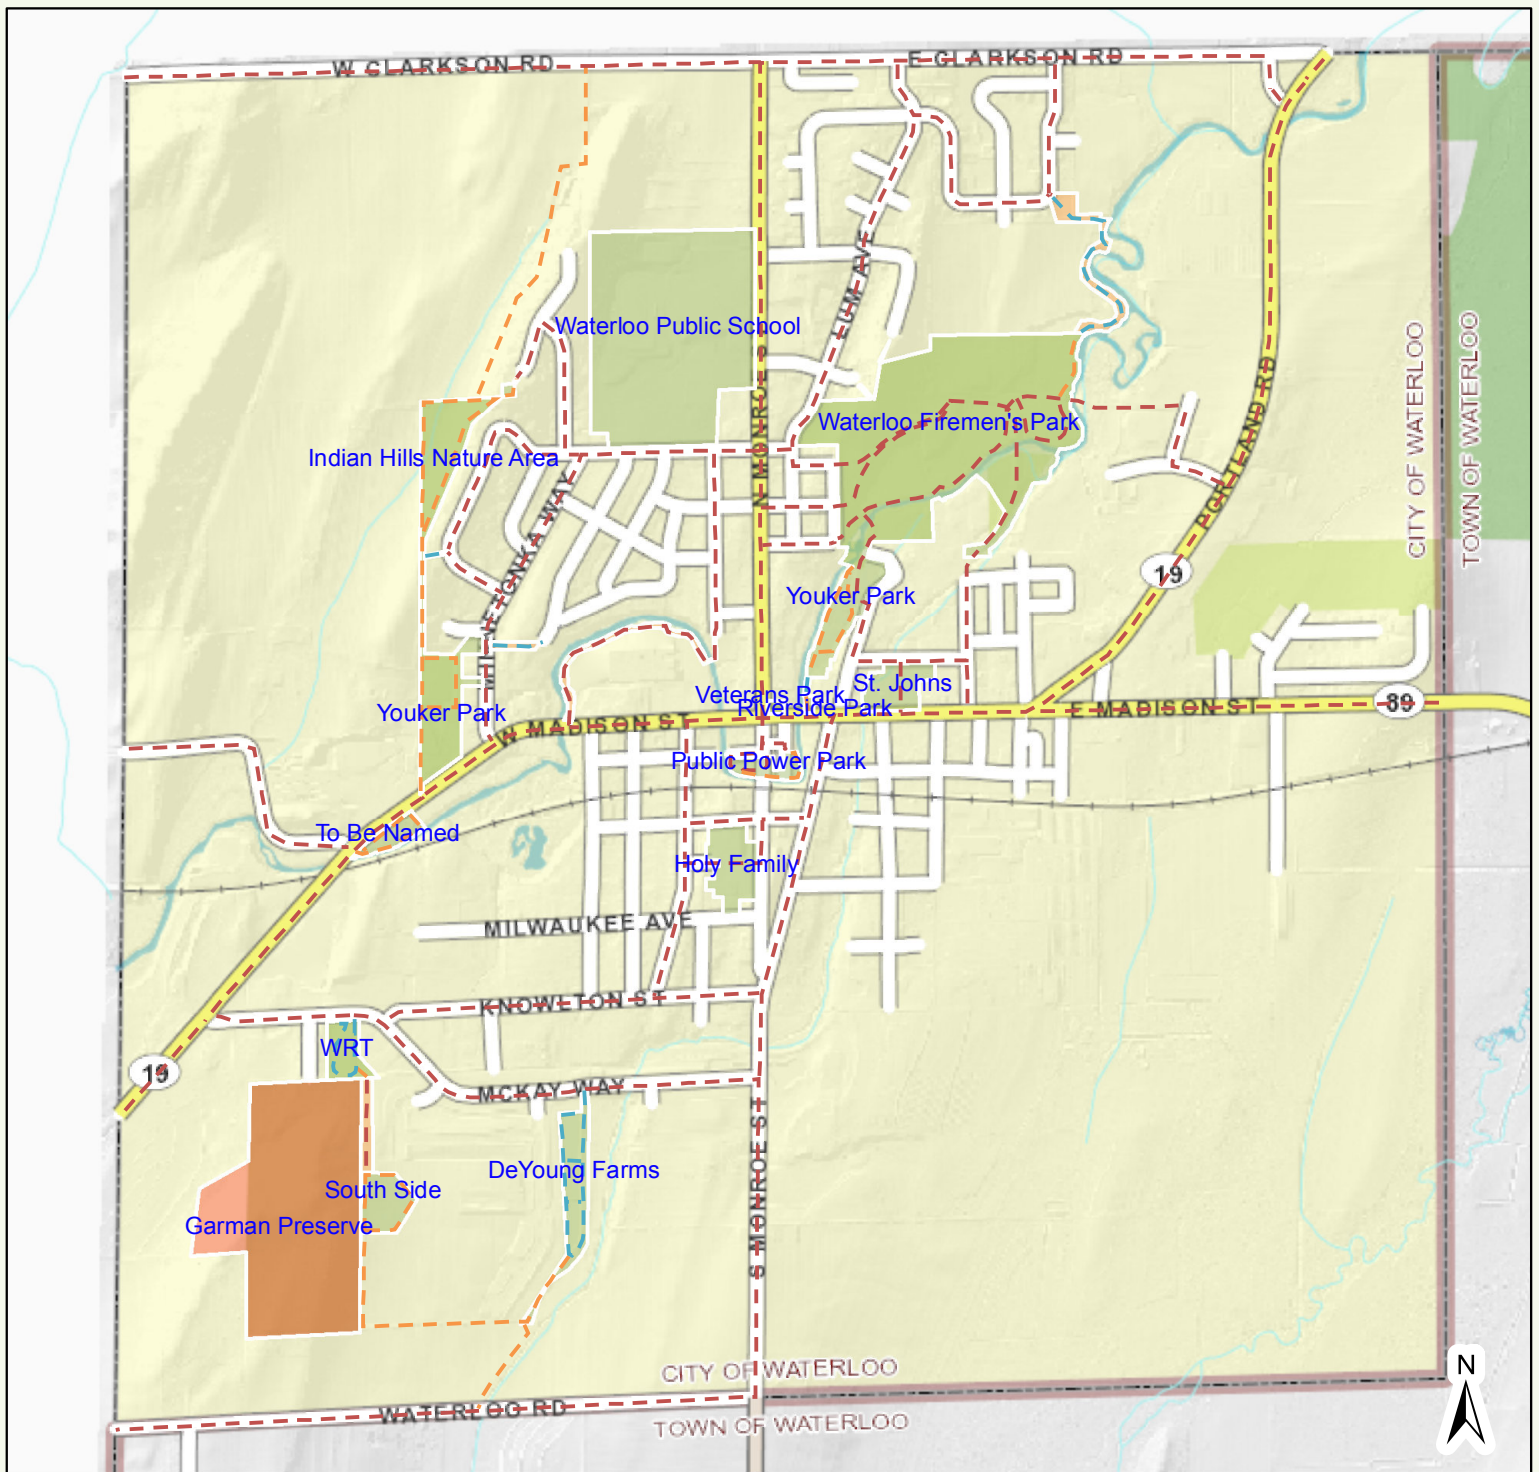 W CLARKSON RD
E CLARKSON RD
Waterloo Public School
LUM AVE
N MONROE S
Waterloo Firemen's Park
Indian Hills Nature Area
PORTLAND RD
CITY OF WATERLOO
TOWN OF WATERLOO
MINNETONKA WAY
19
Youker Park
Veterans Park
St. Johns
Riverside Park
Youker Park
W MADISON ST
E MADISON ST
89
Public Power Park
To Be Named
Holy Family
MILWAUKEE AVE
KNOWLTON ST
WRT
19
MCKAY WAY
S MONROE ST
DeYoung Farms
South Side
Garman Preserve
CITY OF WATERLOO
WATERLOO RD
TOWN OF WATERLOO
N